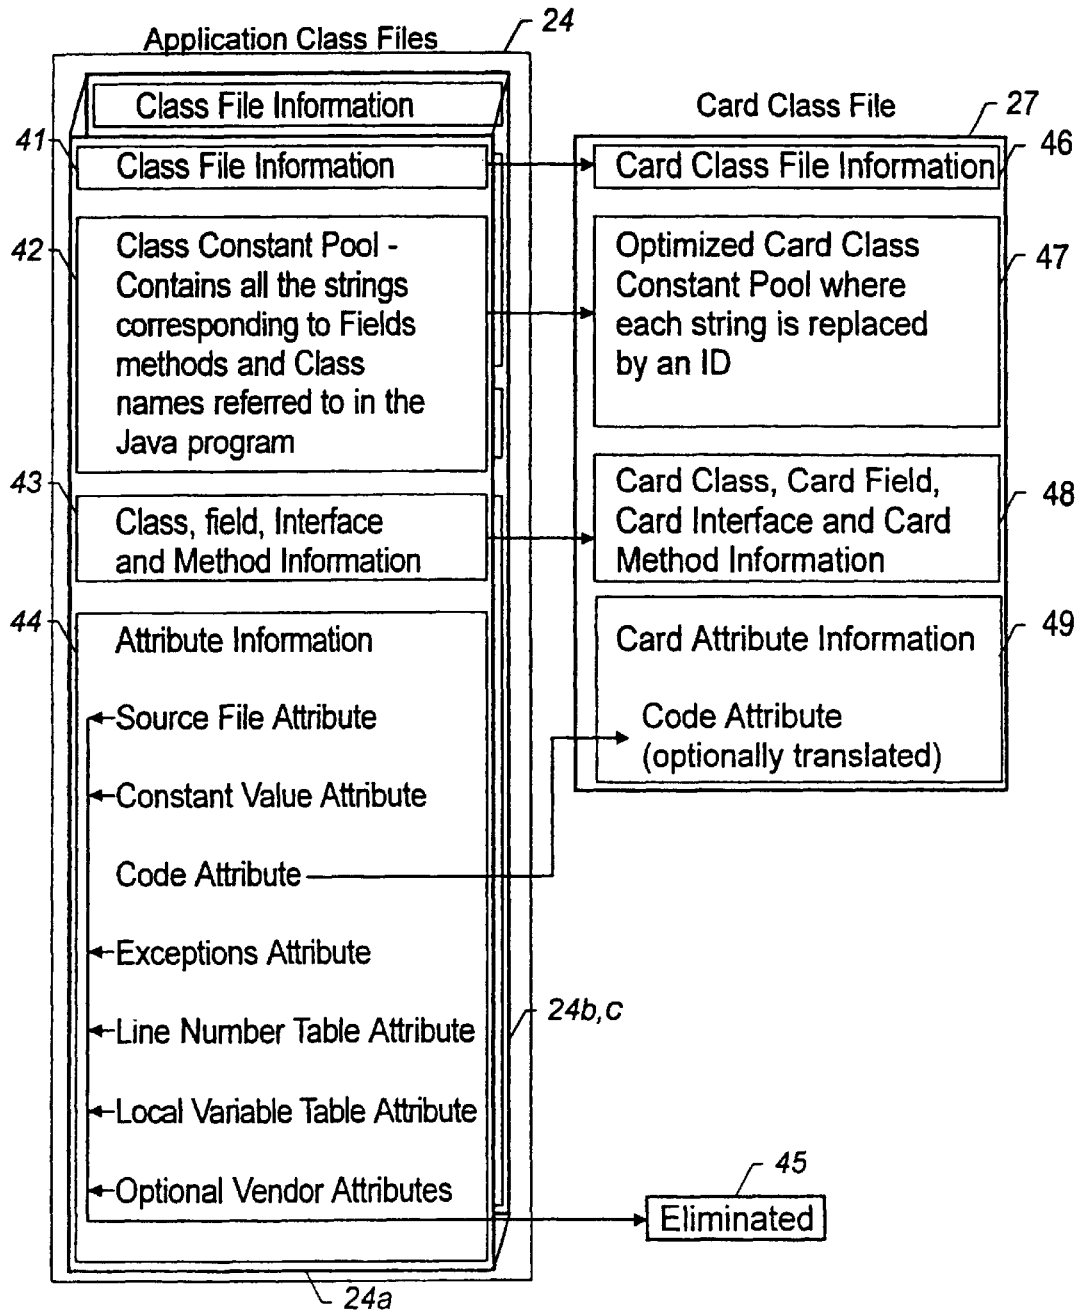 Application Class Files
24
Class File Information
41
Class File Information
42
Class Constant Pool -
Contains all the strings
corresponding to Fields
methods and Class
names referred to in the
Java program
43
Class, field, Interface
and Method Information
44
Attribute Information
Source File Attribute
Constant Value Attribute
Code Attribute
Exceptions Attribute
Line Number Table Attribute
Local Variable Table Attribute
Optional Vendor Attributes
24b,c
24a
Card Class File
27
46
Card Class File Information
Optimized Card Class
Constant Pool where
each string is replaced
by an ID
47
Card Class, Card Field,
Card Interface and Card
Method Information
48
Card Attribute Information
49
Code Attribute
(optionally translated)
45
Eliminated